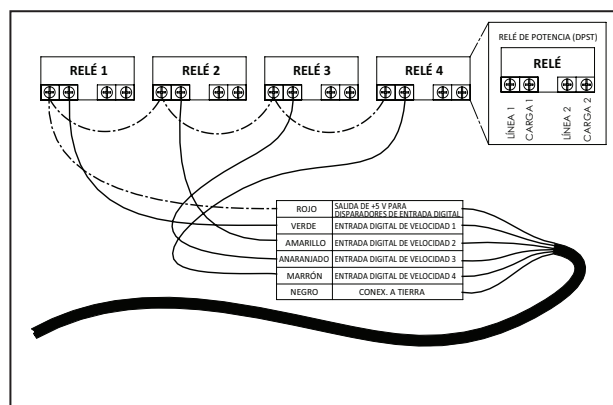 RELÉ 1
RELÉ 2
RELÉ 3
RELÉ 4
RELÉ DE POTENCIA (DPST)
RELÉ
LÍNEA 1
CARGA 1
LÍNEA 2
CARGA 2
ROJO SALIDA DE +5 V PARA
DISPARADORES DE ENTRADA DIGITAL
VERDE ENTRADA DIGITAL DE VELOCIDAD 1
AMARILLO ENTRADA DIGITAL DE VELOCIDAD 2
ANARANJADO ENTRADA DIGITAL DE VELOCIDAD 3
MARRÓN ENTRADA DIGITAL DE VELOCIDAD 4
NEGRO CONEX. A TIERRA